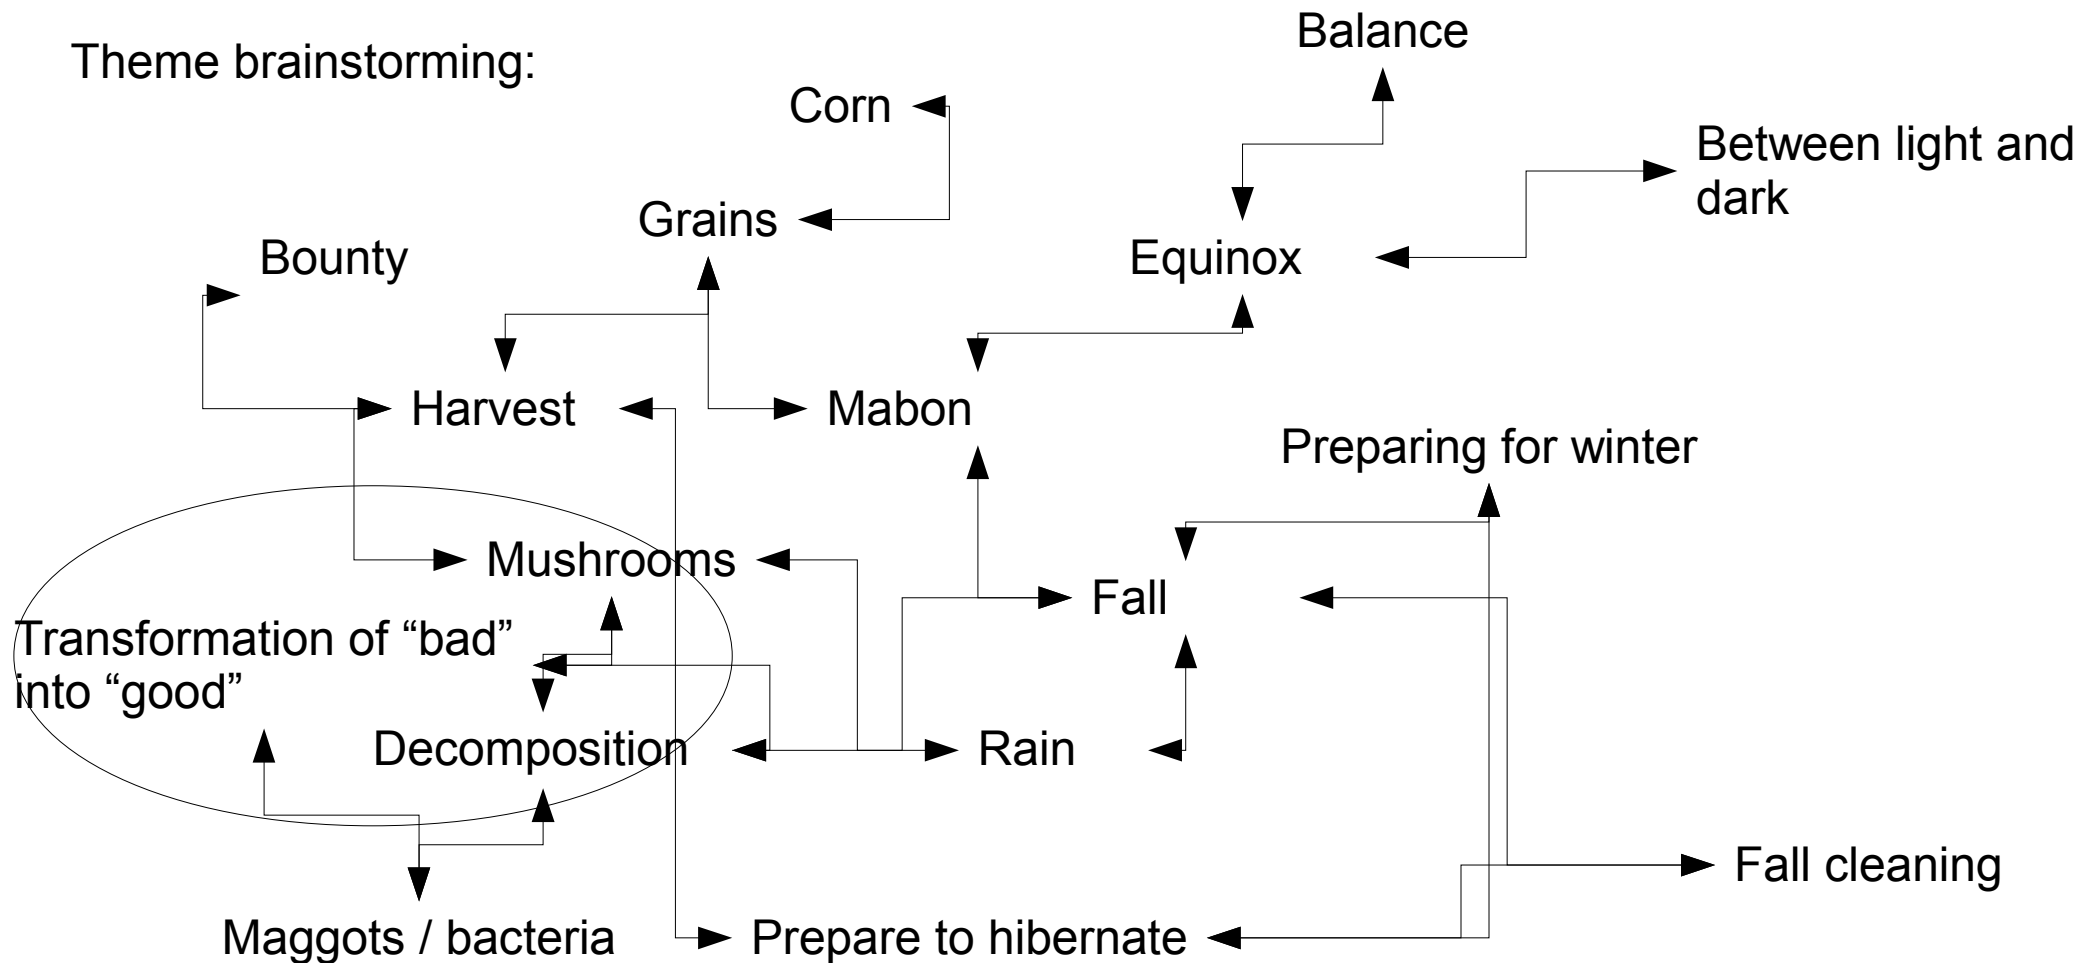 Balance
Theme brainstorming:
Corn
Between light and
dark
Grains
Bounty
Equinox
Harvest
Mabon
Preparing for winter
Mushrooms
Fall
Transformation of “bad”
into “good”
Decomposition
Rain
Fall cleaning
Maggots / bacteria
Prepare to hibernate